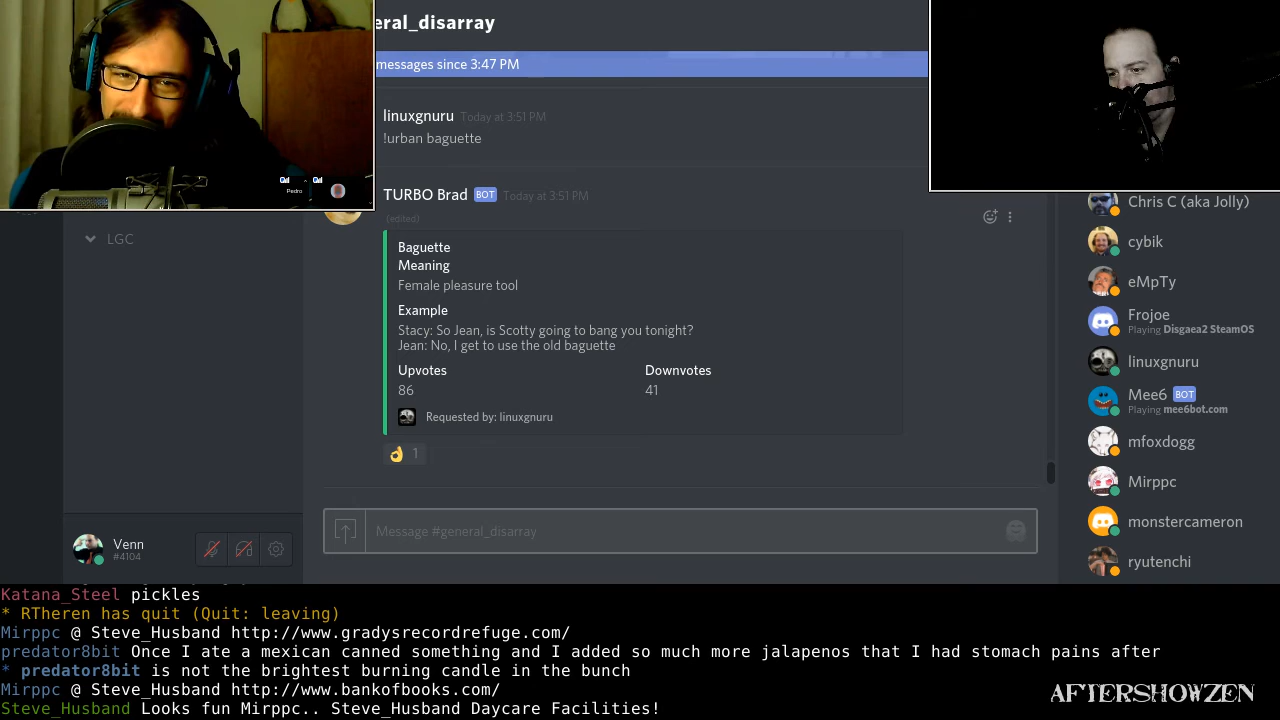 eral_disarray
messages since 3:47 PM
linuxgnuru Today at 3:51 PM
!urban baguette
TURBO Brad BOT Today at 3:51 PM
(edited)
Baguette
Meaning
Female pleasure tool
Example
Stacy: So Jean, is Scotty going to bang you tonight?
Jean: No, I get to use the old baguette
Upvotes Downvotes
86 41
Requested by: linuxgnuru
1
Message #general_disarray
Pedro
LGC
Venn
#4104
Chris C (aka Jolly)
cybik
eMpTy
Frojoe
Playing Disgaea2 SteamOS
linuxgnuru
Mee6 BOT
Playing mee6bot.com
mfoxdogg
Mirppc
monstercameron
ryutenchi
Katana_Steel pickles
* RTheren has quit (Quit: leaving)
Mirppc @ Steve_Husband http://www.gradysrecordrefuge.com/
predator8bit Once I ate a mexican canned something and I added so much more jalapenos that I had stomach pains after
* predator8bit is not the brightest burning candle in the bunch
Mirppc @ Steve_Husband http://www.bankofbooks.com/
Steve_Husband Looks fun Mirppc.. Steve_Husband Daycare Facilities!
AFTERSHOWZEN